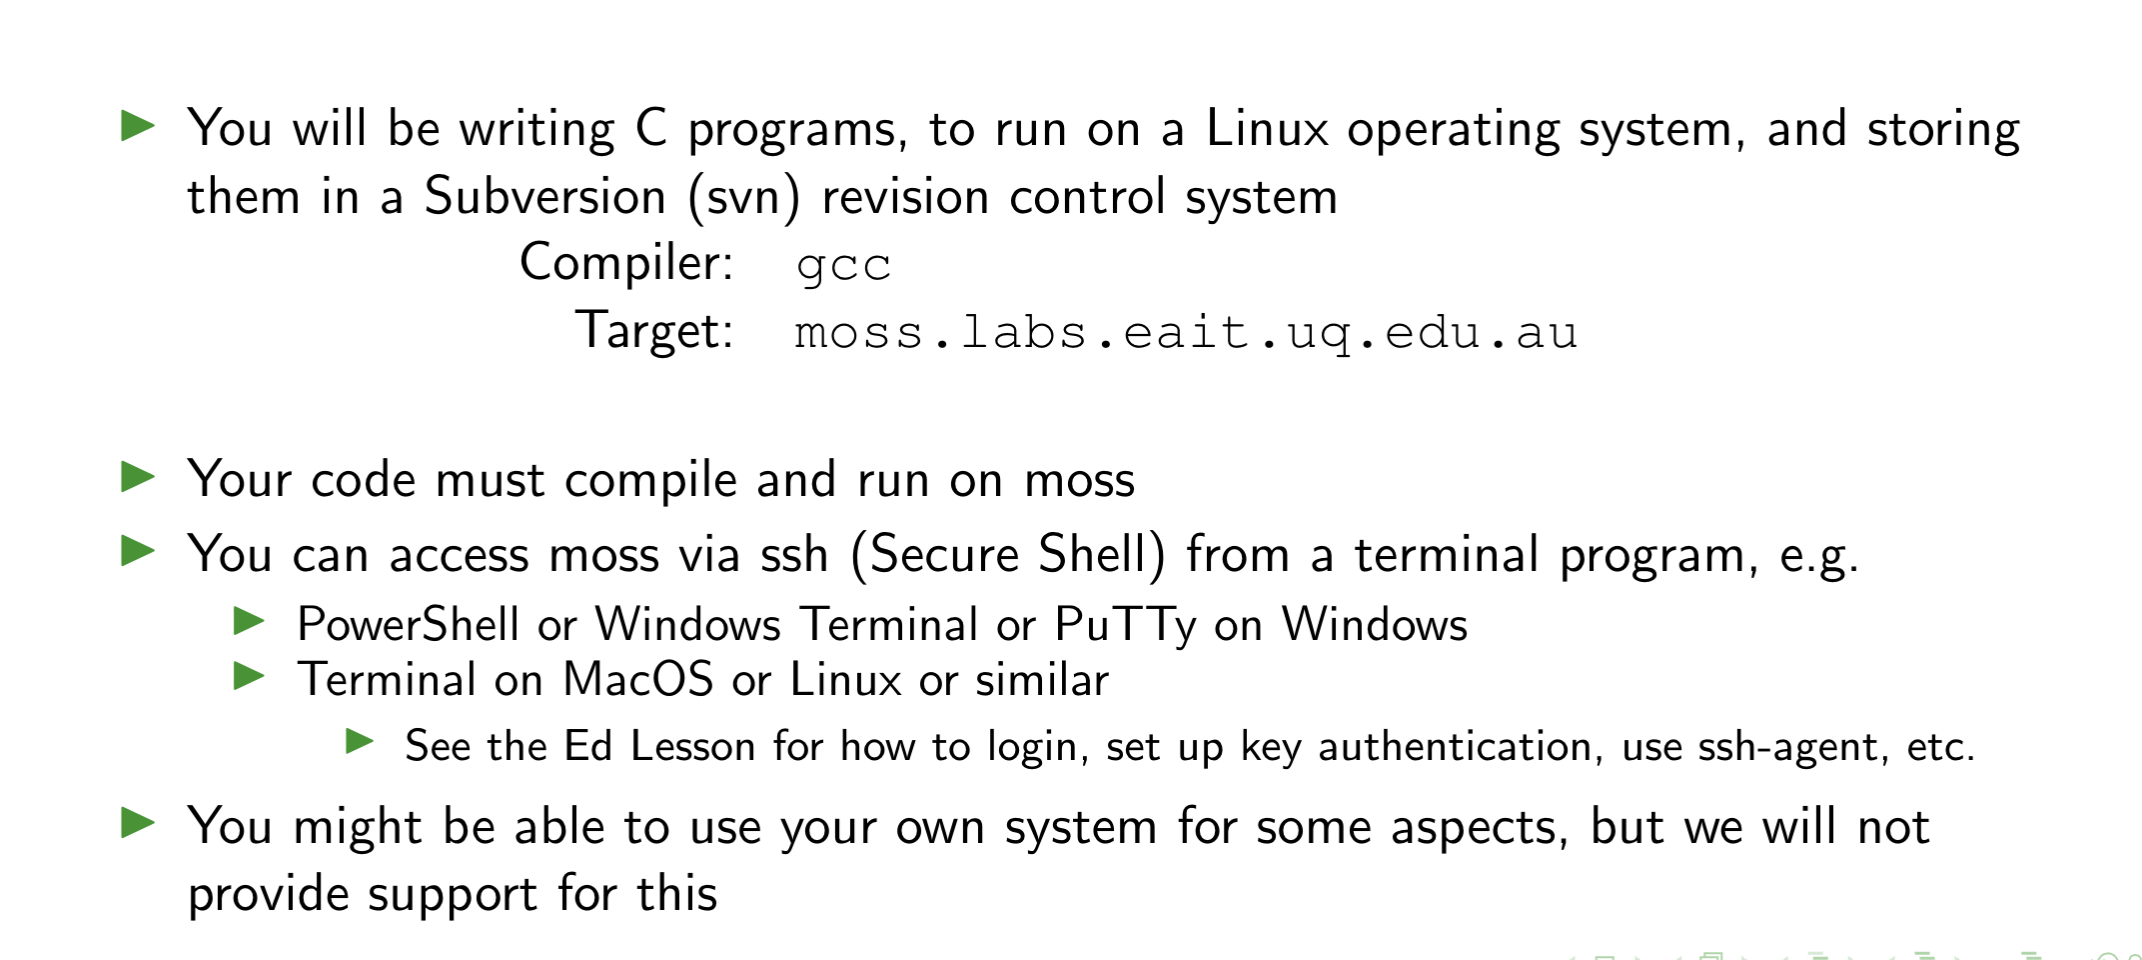 You will be writing C programs, to run on a Linux operating system, and storing
them in a Subversion (svn) revision control system
Compiler: gcc
Target: moss.labs.eait.uq.edu.au
Your code must compile and run on moss
You can access moss via ssh (Secure Shell) from a terminal program, e.g.
PowerShell or Windows Terminal or PuTTy on Windows
Terminal on MacOS or Linux or similar
See the Ed Lesson for how to login, set up key authentication, use ssh-agent, etc.
You might be able to use your own system for some aspects, but we will not
provide support for this